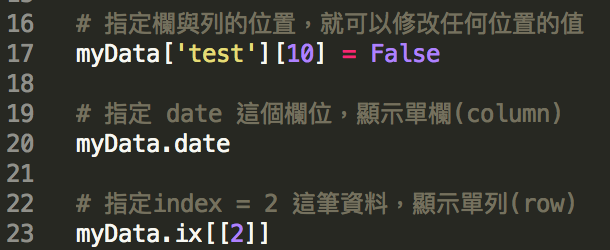 16 # 指定欄與列的位置，就可以修改任何位置的值
17 myData['test'][10] = False
18
19 # 指定 date 這個欄位，顯示單欄(column)
20 myData.date
21
22 # 指定index = 2 這筆資料，顯示單列(row)
23 myData.ix[[2]]